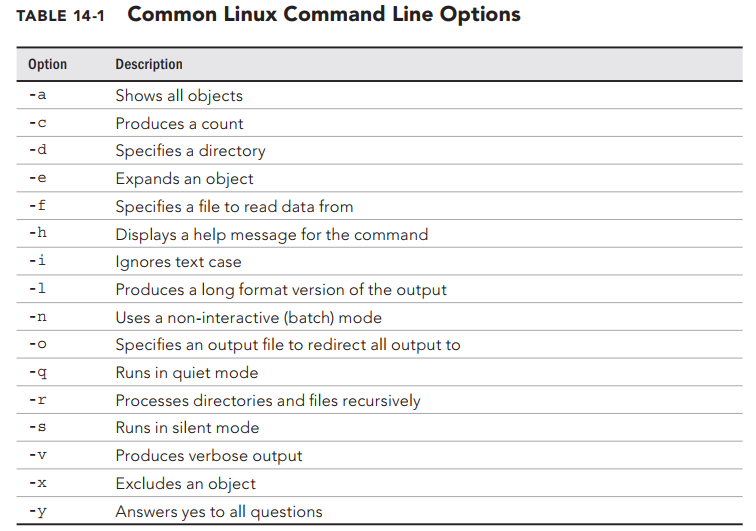 TABLE 14-1 Common Linux Command Line Options
Option Description
-a Shows all objects
-c Produces a count
-d Specifies a directory
-e Expands an object
-f Specifies a file to read data from
-h Displays a help message for the command
-i Ignores text case
-l Produces a long format version of the output
-n Uses a non-interactive (batch) mode
-o Specifies an output file to redirect all output to
-q Runs in quiet mode
-r Processes directories and files recursively
-s Runs in silent mode
-v Produces verbose output
-x Excludes an object
-y Answers yes to all questions